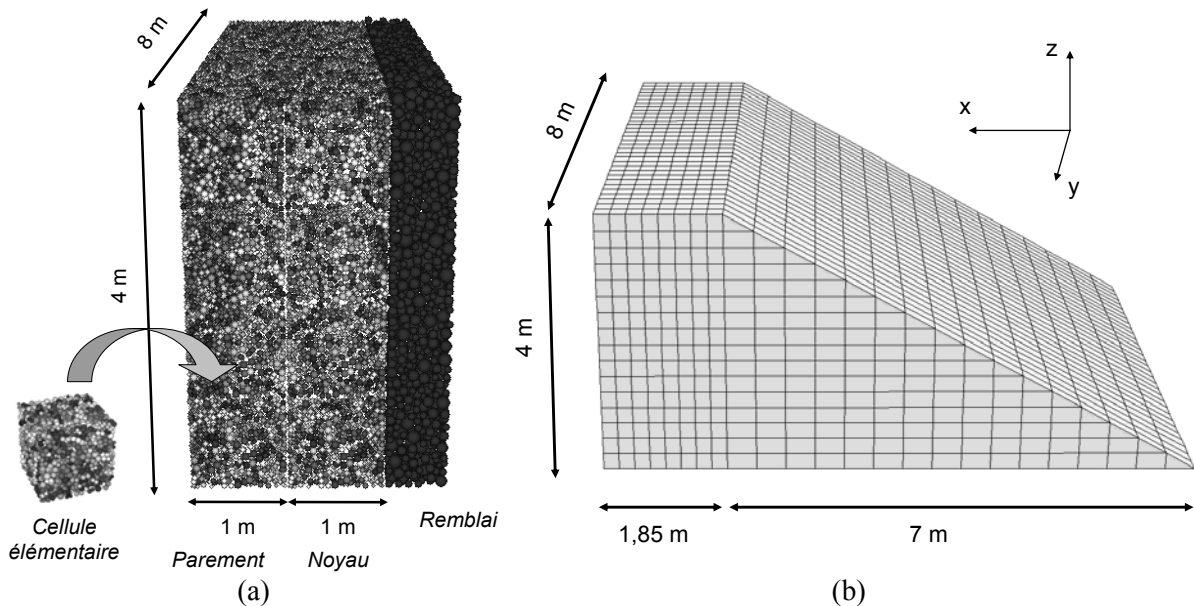 8 m
4 m
Cellule
élémentaire
1 m
1 m
Parement
Noyau
Remblai
(a)
8 m
z
x
y
4 m
1,85 m
7 m
(b)